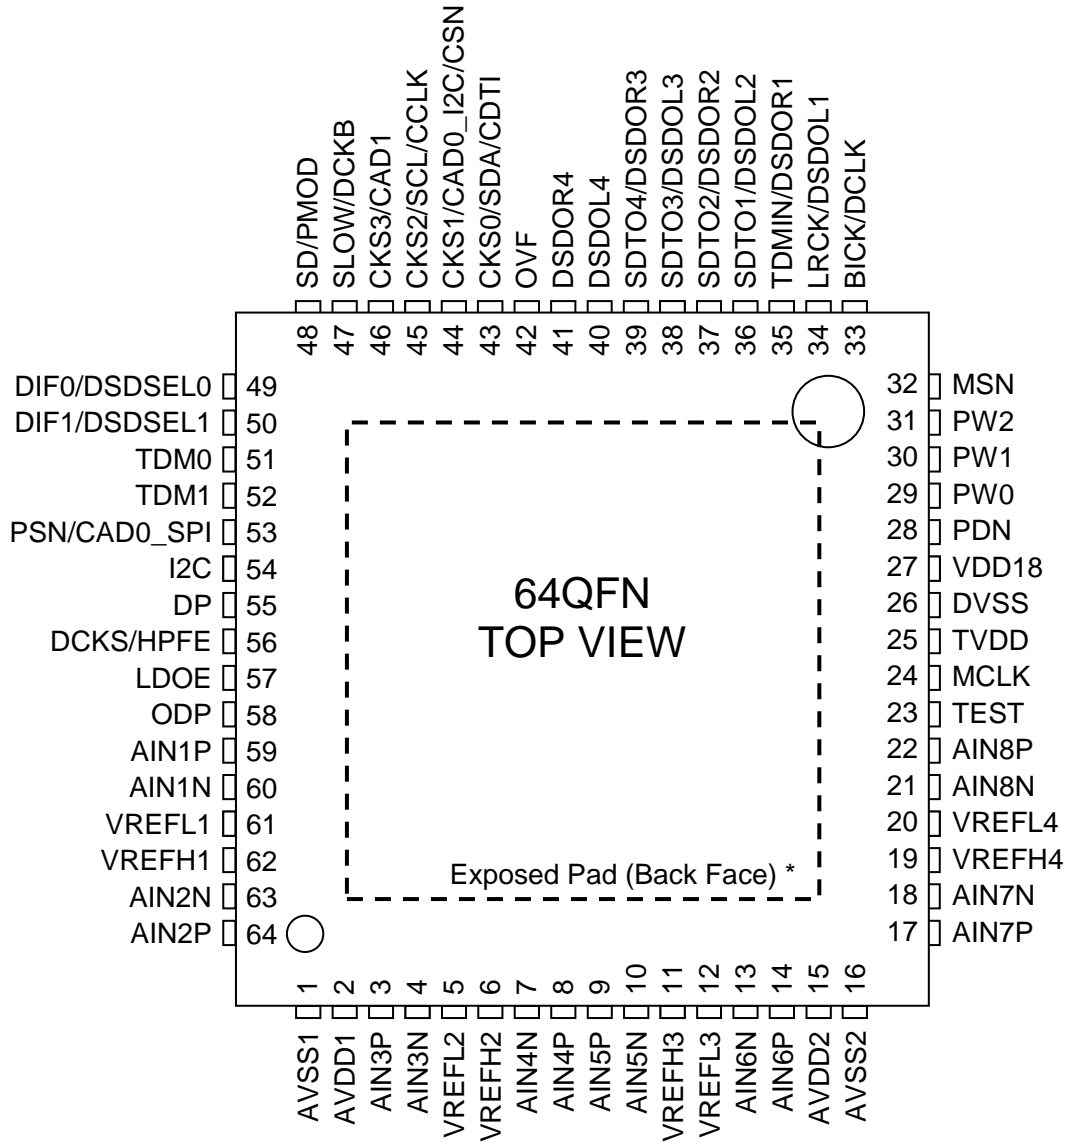 SD/PMOD
SLOW/DCKB
CKS3/CAD1
CKS2/SCL/CCLK
CKS1/CAD0_I2C/CSN
CKS0/SDA/CDTI
OVF
DSDOR4
DSDOL4
SDTO4/DSDOR3
SDTO3/DSDOL3
SDTO2/DSDOR2
SDTO1/DSDOL2
TDMIN/DSDOR1
LRCK/DSDOL1
BICK/DCLK
48
47
46
45
44
43
42
41
40
39
38
37
36
35
34
33
DIF0/DSDSEL0 49
DIF1/DSDSEL1 50
TDM0 51
TDM1 52
PSN/CAD0_SPI 53
I2C 54
DP 55
DCKS/HPFE 56
LDOE 57
ODP 58
AIN1P 59
AIN1N 60
VREFL1 61
VREFH1 62
AIN2N 63
AIN2P 64
64QFN
TOP VIEW
Exposed Pad (Back Face) *
32 MSN
31 PW2
30 PW1
29 PW0
28 PDN
27 VDD18
26 DVSS
25 TVDD
24 MCLK
23 TEST
22 AIN8P
21 AIN8N
20 VREFL4
19 VREFH4
18 AIN7N
17 AIN7P
1
2
3
4
5
6
7
8
9
10
11
12
13
14
15
16
AVSS1
AVDD1
AIN3P
AIN3N
VREFL2
VREFH2
AIN4N
AIN4P
AIN5P
AIN5N
VREFH3
VREFL3
AIN6N
AIN6P
AVDD2
AVSS2